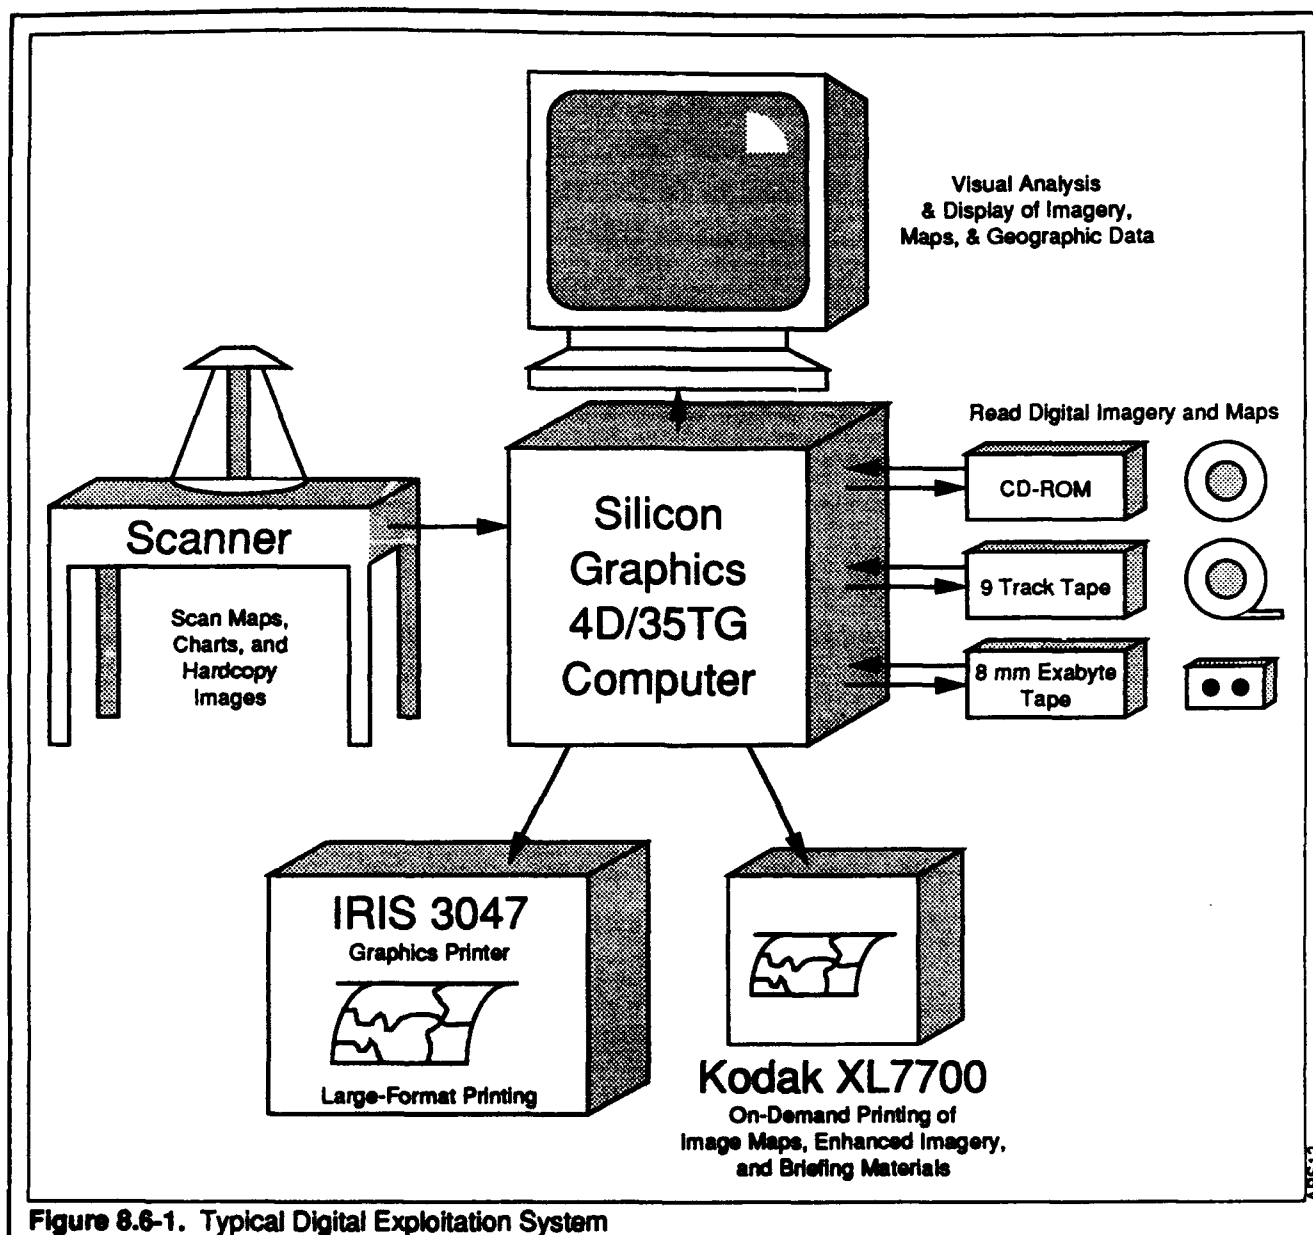 Visual Analysis
& Display of Imagery,
Maps, & Geographic Data
Read Digital Imagery and Maps
CD-ROM
9 Track Tape
8 mm Exabyte
Tape
Silicon
Graphics
4D/35TG
Computer
Scanner
Scan Maps,
Charts, and
Hardcopy
Images
IRIS 3047
Graphics Printer
Large-Format Printing
Kodak XL7700
On-Demand Printing of
Image Maps, Enhanced Imagery,
and Briefing Materials
Figure 8.6-1. Typical Digital Exploitation System